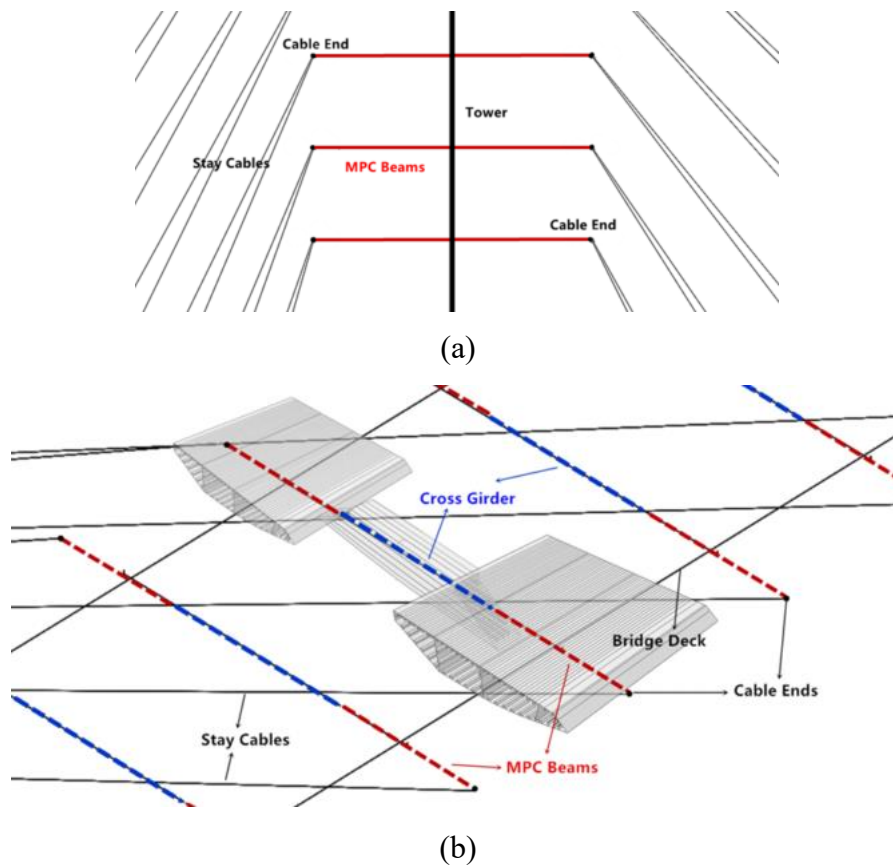 Cable End
Tower
Stay Cables
MPC Beams
Cable End
(a)
Cross Girder
Bridge Deck
Cable Ends
Stay Cables
MPC Beams
(b)